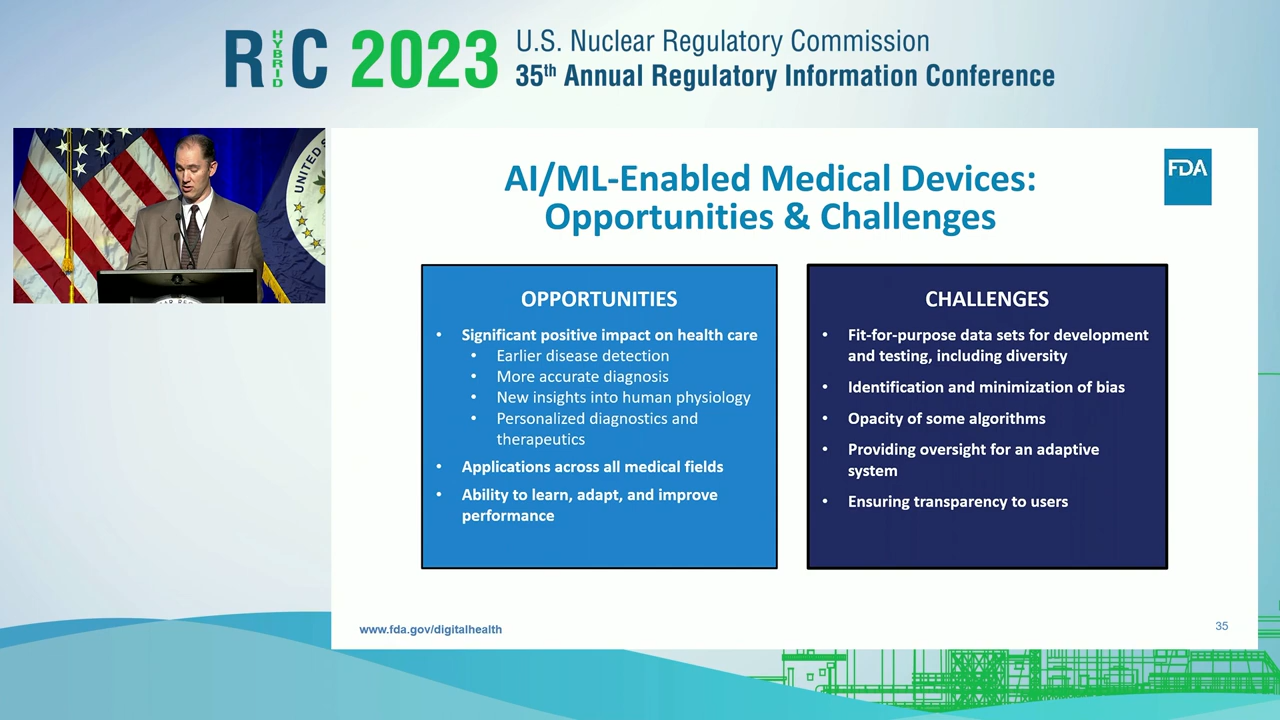 RIC HYBRID 2023
U.S. Nuclear Regulatory Commission
35th Annual Regulatory Information Conference
UNITED
AI/ML-Enabled Medical Devices:
Opportunities & Challenges
FDA
OPPORTUNITIES
• Significant positive impact on health care
• Earlier disease detection
• More accurate diagnosis
• New insights into human physiology
• Personalized diagnostics and
therapeutics
• Applications across all medical fields
• Ability to learn, adapt, and improve
performance
CHALLENGES
• Fit-for-purpose data sets for development
and testing, including diversity
• Identification and minimization of bias
• Opacity of some algorithms
• Providing oversight for an adaptive
system
• Ensuring transparency to users
www.fda.gov/digitalhealth
35